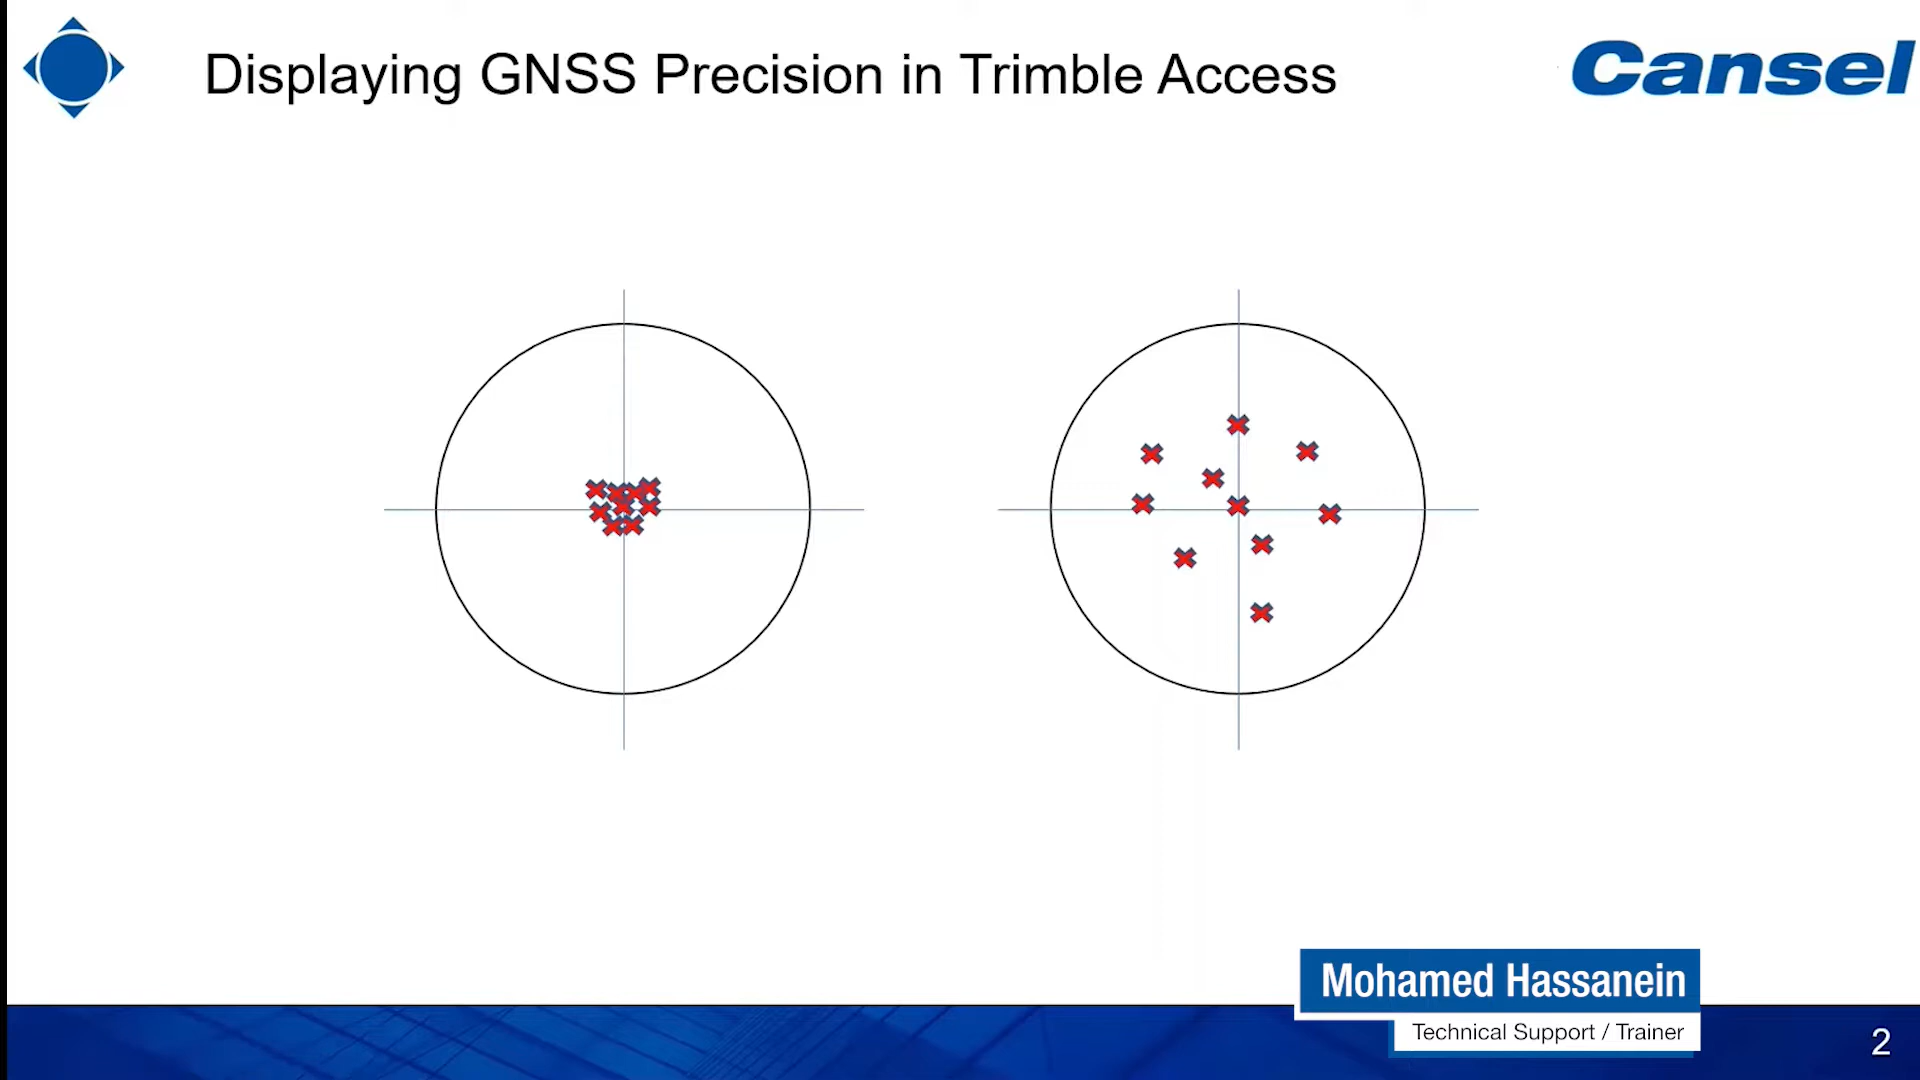 Displaying GNSS Precision in Trimble Access
Cansel
Mohamed Hassanein
Technical Support / Trainer
2